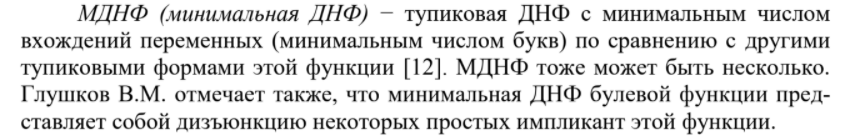 МДНФ (минимальная ДНФ) − тупиковая ДНФ с минимальным числом
вхождений переменных (минимальным числом букв) по сравнению с другими
тупиковыми формами этой функции [12]. МДНФ тоже может быть несколько.
Глушков В.М. отмечает также, что минимальная ДНФ булевой функции пред-
ставляет собой дизъюнкцию некоторых простых импликант этой функции.